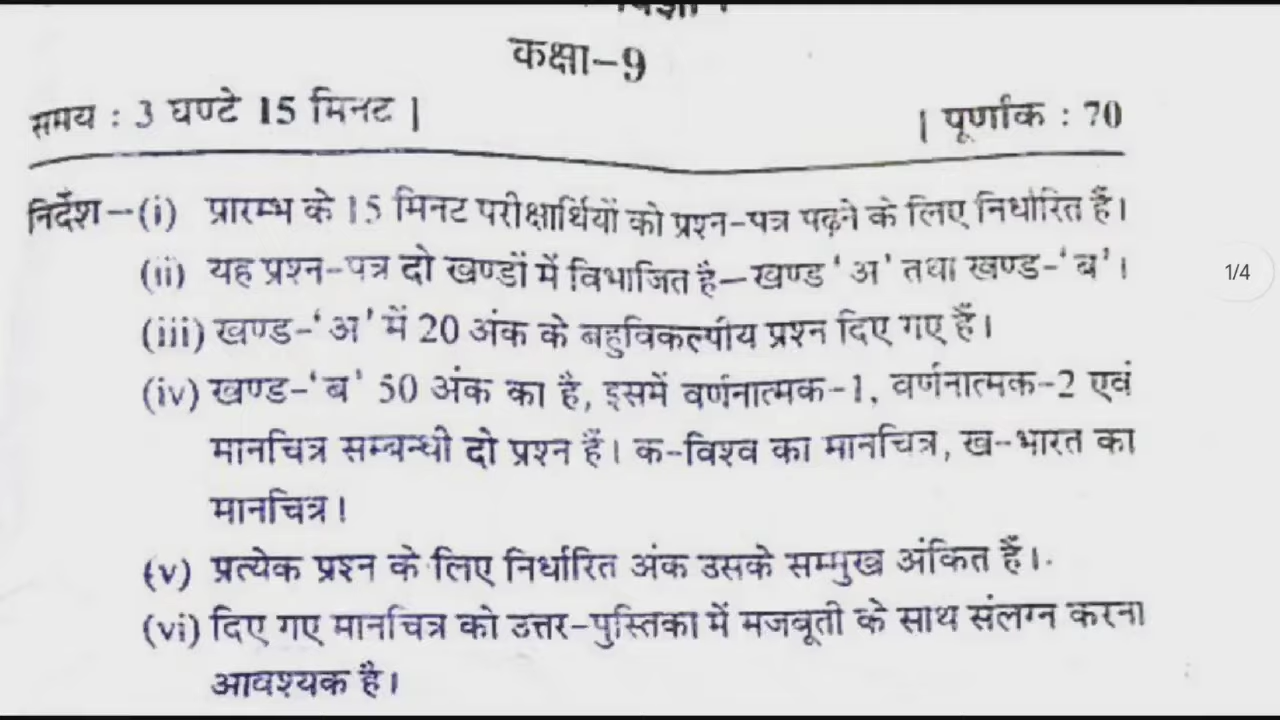 कक्षा-9
समय : 3 घण्टे 15 मिनट |
| पूर्णांक : 70
निर्देश-(i) प्रारम्भ के 15 मिनट परीक्षार्थियों को प्रश्न-पत्र पढ़ने के लिए निर्धारित हैं।
(ii) यह प्रश्न-पत्र दो खण्डों में विभाजित है-खण्ड 'अ' तथा खण्ड-'ब'।
1/4
(iii) खण्ड-'अ' में 20 अंक के बहुविकल्पीय प्रश्न दिए गए हैं।
(iv) खण्ड-'ब' 50 अंक का है, इसमें वर्णनात्मक-1, वर्णनात्मक-2 एवं
मानचित्र सम्बन्धी दो प्रश्न हैं। क-विश्व का मानचित्र, ख-भारत का
मानचित्र।
(v) प्रत्येक प्रश्न के लिए निर्धारित अंक उसके सम्मुख अंकित हैं।
(vi) दिए गए मानचित्र को उत्तर-पुस्तिका में मजबूती के साथ संलग्न करना
आवश्यक है।